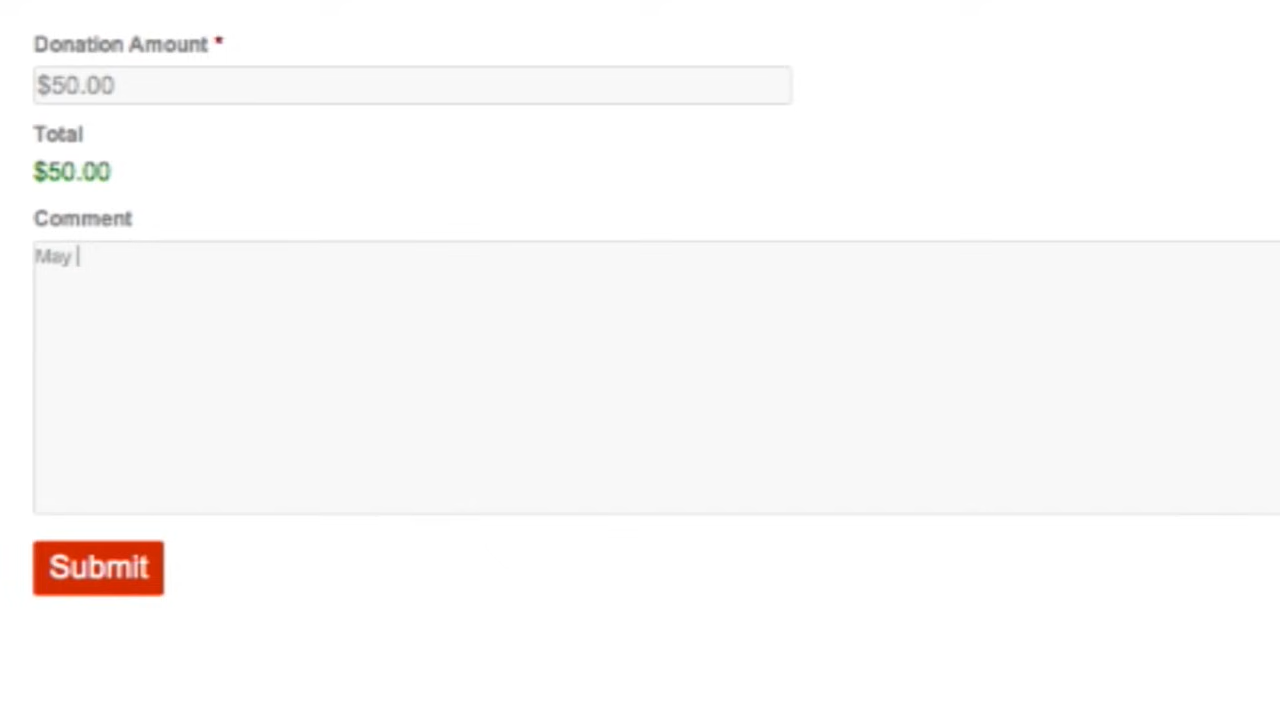 Donation Amount *
$50.00
Total
$50.00
Comment
May
Submit